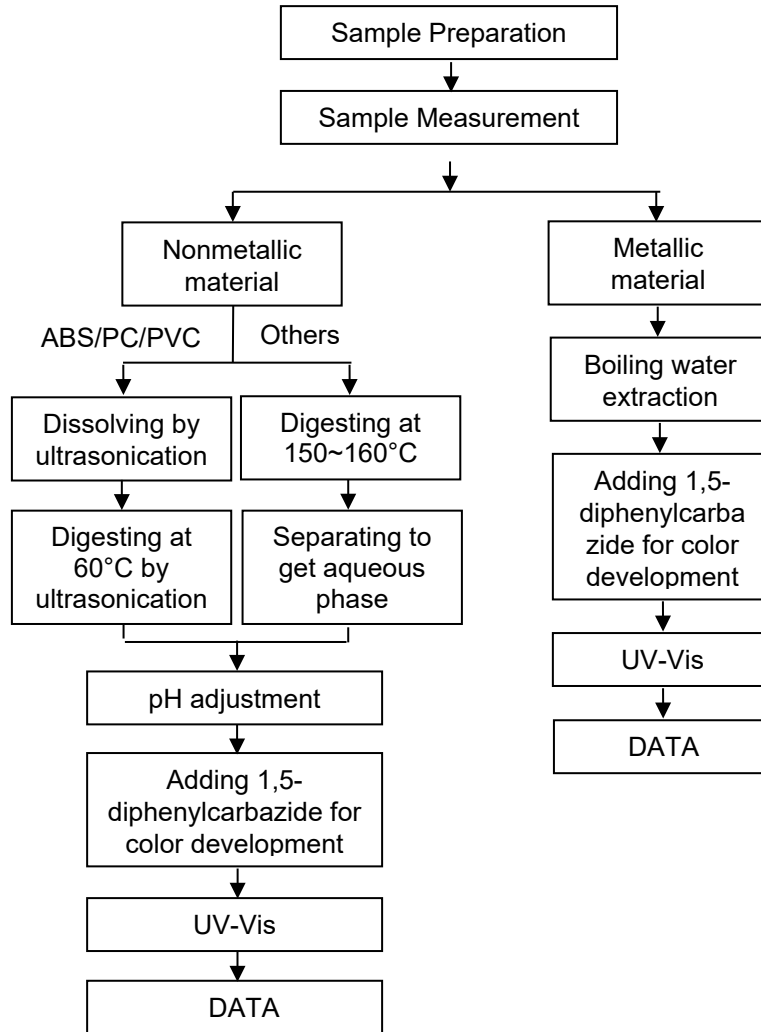 Sample Preparation
Sample Measurement
Nonmetallic
material
Metallic
material
ABS/PC/PVC
Others
Dissolving by
ultrasonication
Digesting at
150~160°C
Boiling water
extraction
Digesting at
60°C by
ultrasonication
Separating to
get aqueous
phase
Adding 1,5-
diphenylcarba
zide for color
development
pH adjustment
UV-Vis
DATA
Adding 1,5-
diphenylcarbazide for
color development
UV-Vis
DATA